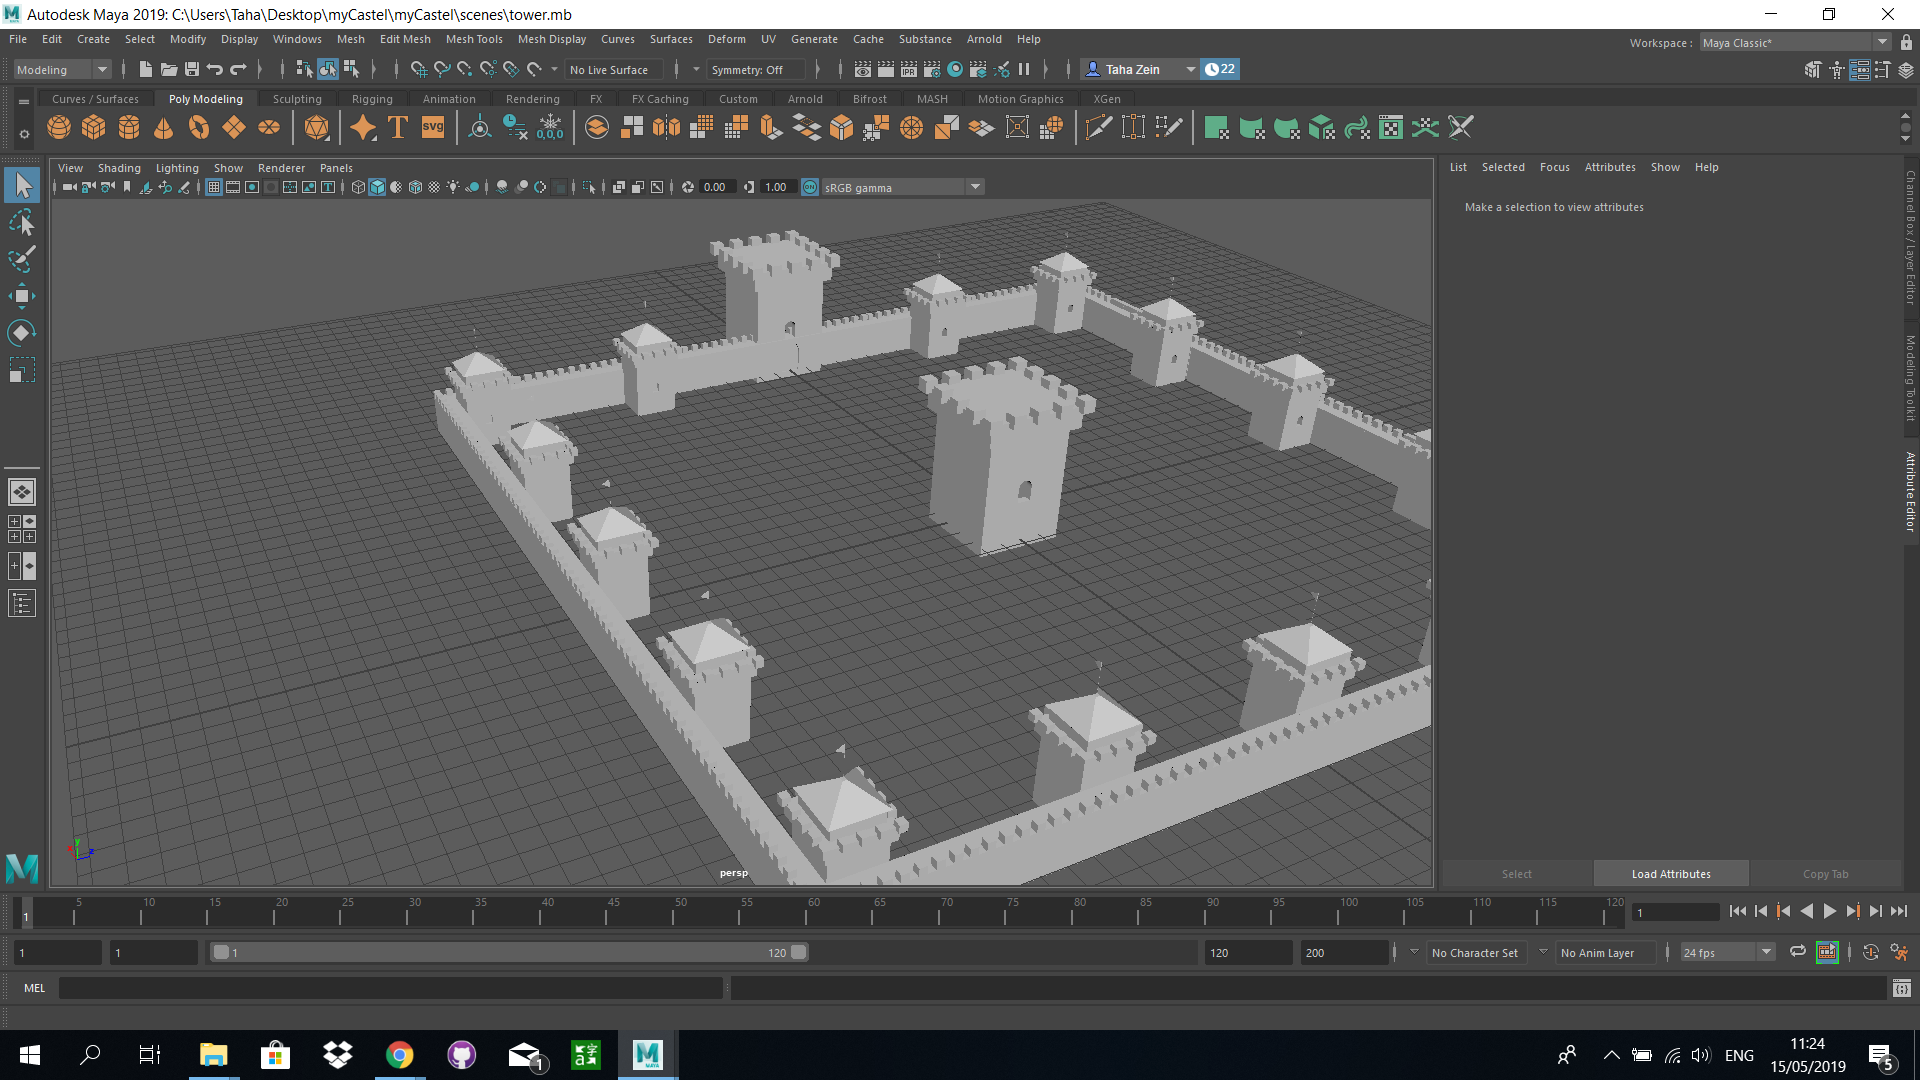 Autodesk Maya 2019: C:\Users\Taha\Desktop\myCastel\myCastel\scenes\tower.mb
File Edit Create Select Modify Display Windows Mesh Edit Mesh Mesh Tools Mesh Display Curves Surfaces Deform UV Generate Cache Substance Arnold Help
Workspace : Maya Classic*
Modeling No Live Surface Symmetry: Off Taha Zein 22
Curves / Surfaces Poly Modeling Sculpting Rigging Animation Rendering FX FX Caching Custom Arnold Bifrost MASH Motion Graphics XGen
View Shading Lighting Show Renderer Panels
0.00 1.00 sRGB gamma
List Selected Focus Attributes Show Help
Make a selection to view attributes
Channel Box / Layer Editor
Modeling Toolkit
Attribute Editor
persp
Select Load Attributes Copy Tab
1 5 10 15 20 25 30 35 40 45 50 55 60 65 70 75 80 85 90 95 100 105 110 115 120 1
1 1 1 120 120 200 No Character Set No Anim Layer 24 fps
MEL
11:24
ENG
15/05/2019
1
5